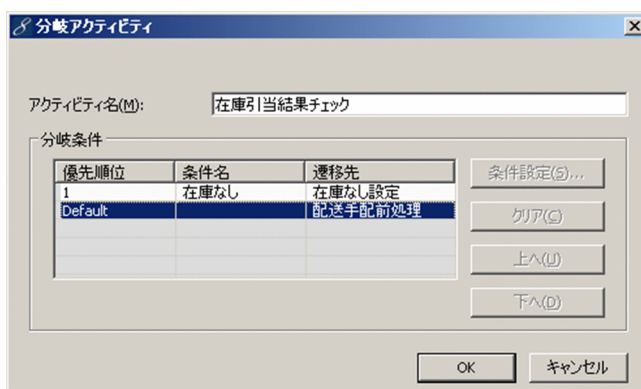 分岐アクティビティ
アクティビティ名(M): 在庫引当結果チェック
分岐条件
優先順位 条件名 遷移先
1 在庫なし 在庫なし設定
Default 配送手配前処理
条件設定(S)...
クリア(C)
上へ(U)
下へ(D)
OK キャンセル